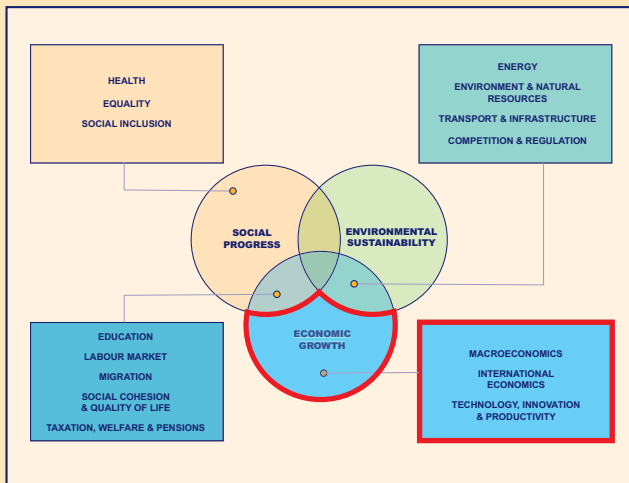 HEALTH
EQUALITY
SOCIAL INCLUSION
ENERGY
ENVIRONMENT & NATURAL
RESOURCES
TRANSPORT & INFRASTRUCTURE
COMPETITION & REGULATION
SOCIAL
PROGRESS
ENVIRONMENTAL
SUSTAINABILITY
ECONOMIC
GROWTH
EDUCATION
LABOUR MARKET
MIGRATION
SOCIAL COHESION
& QUALITY OF LIFE
TAXATION, WELFARE & PENSIONS
MACROECONOMICS
INTERNATIONAL
ECONOMICS
TECHNOLOGY, INNOVATION
& PRODUCTIVITY